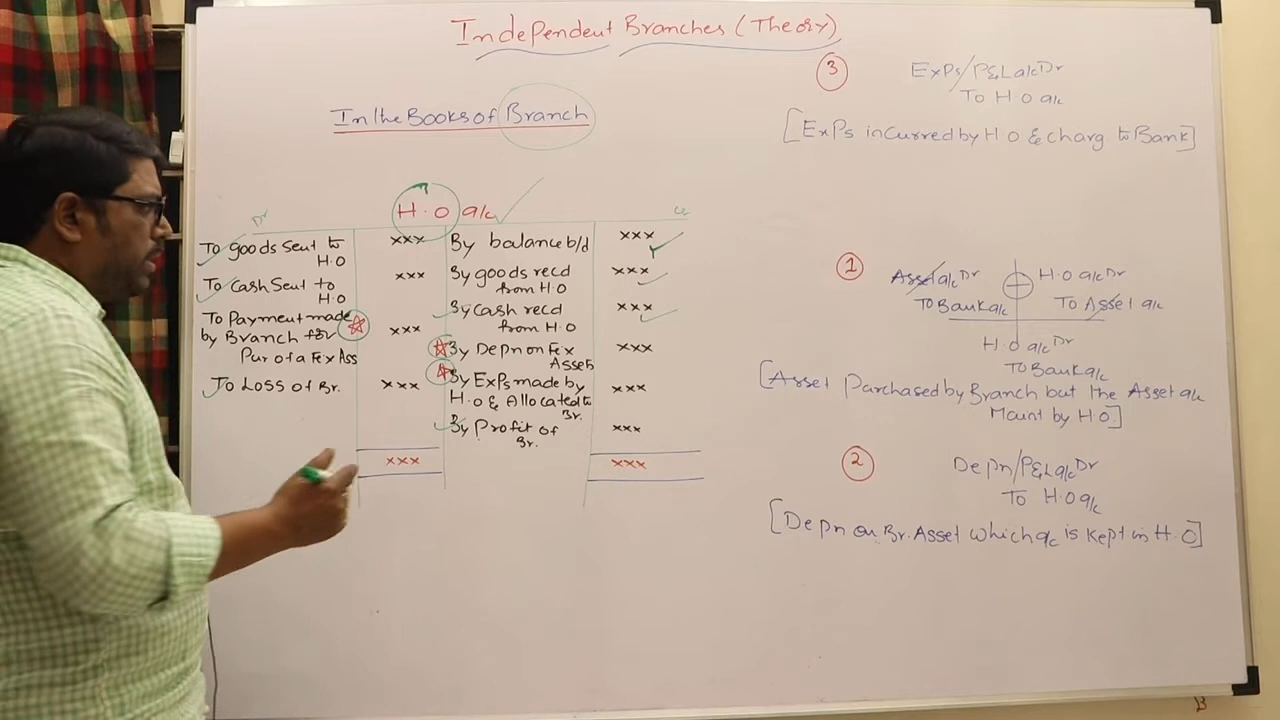 Independent Branches (Theory)
In the Books of Branch
H.O a/c
Dr
Cr
To goods sent to H.O
xxx
To Cash Sent to H.O
xxx
To Payment made
by Branch for
Pur of a Fix Ass
xxx
To Loss of Br.
xxx
xxx
By balance b/d
xxx
By goods recd
from H.O
xxx
By Cash recd
from H.O
xxx
By Depn on Fix
Assets
xxx
By Exps made by
H.O & Allocated to
Br.
xxx
By Profit of
Br.
xxx
xxx
3
Exps/P&L a/c Dr
To H.O a/c
[Exps incurred by H O & charg to Bank]
1
Asset a/c Dr
To Bank a/c
H.O a/c Dr
To Asset a/c
H.O a/c Dr
To Bank a/c
[Asset Purchased by Branch but the Asset a/c
Maint by H.O.]
2
Depn/P&L a/c Dr
To H.O a/c
[Depn on Br. Asset which a/c is kept in H.O]